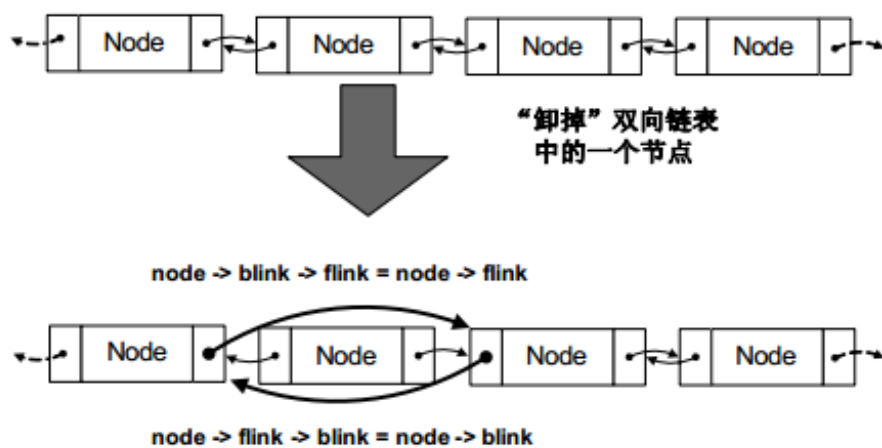 Node
Node
Node
Node
“卸掉”双向链表
中的一个节点
node -> blink -> flink = node -> flink
Node
Node
Node
Node
node -> flink -> blink = node -> blink